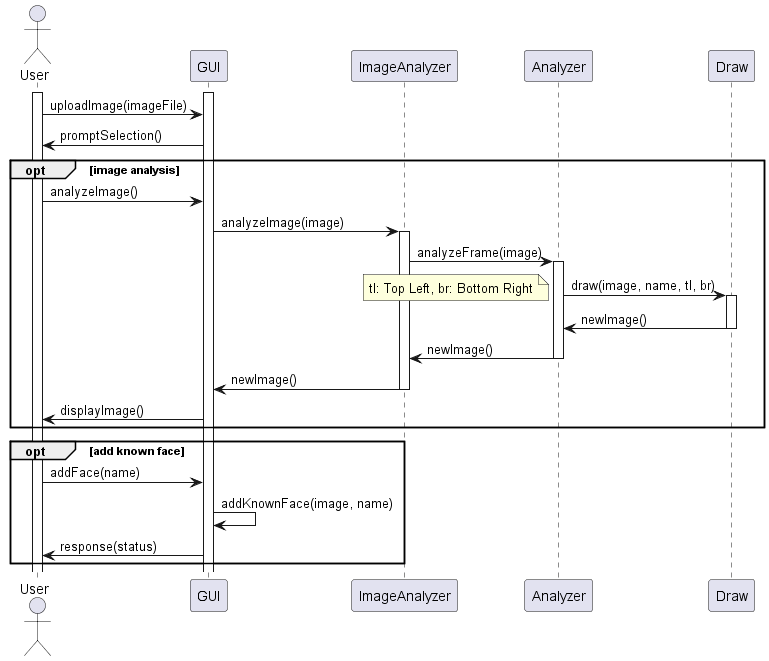 User
GUI
ImageAnalyzer
Analyzer
Draw
uploadImage(imageFile)
promptSelection()
opt
[image analysis]
analyzeImage()
analyzeImage(image)
analyzeFrame(image)
tl: Top Left, br: Bottom Right
draw(image, name, tl, br)
newImage()
newImage()
newImage()
displayImage()
opt
[add known face]
addFace(name)
addKnownFace(image, name)
response(status)
User
GUI
ImageAnalyzer
Analyzer
Draw